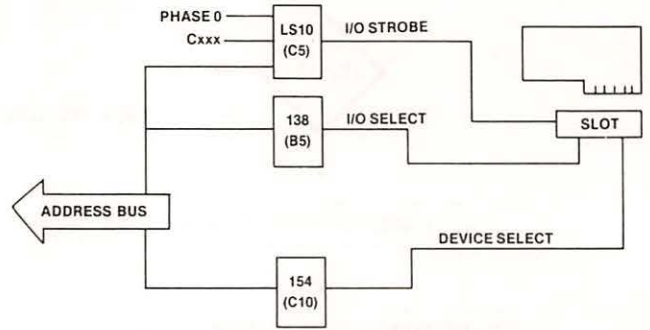 PHASE 0
Cxxx
LS10
(C5)
I/O STROBE
138
(B5)
I/O SELECT
SLOT
ADDRESS BUS
DEVICE SELECT
154
(C10)